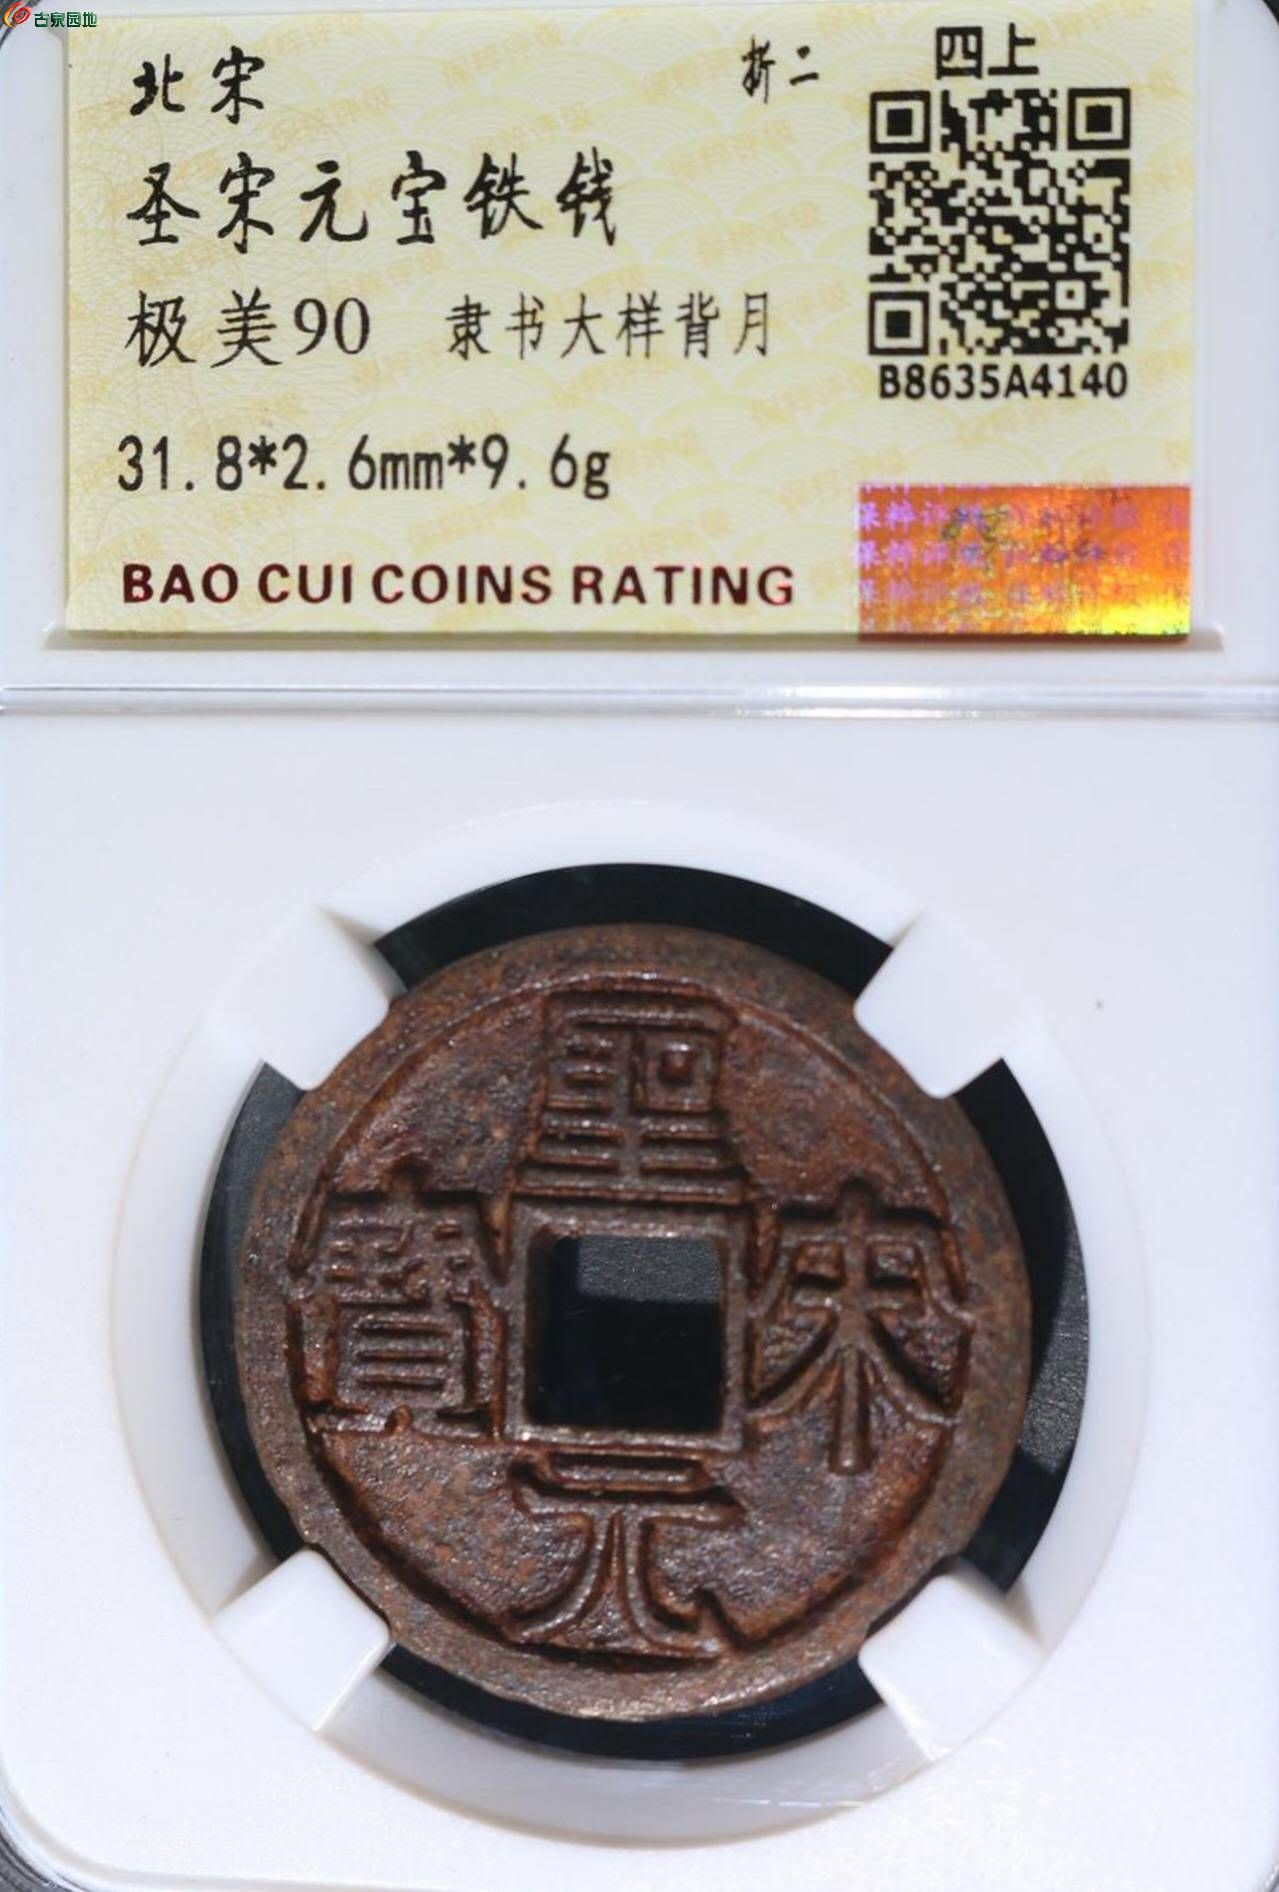 古泉园地
北宋
折二
四上
圣宋元宝铁钱
极美90 隶书大样背月
B8635A4140
31.8*2.6mm*9.6g
BAO CUI COINS RATING
聖
宋
元
寶